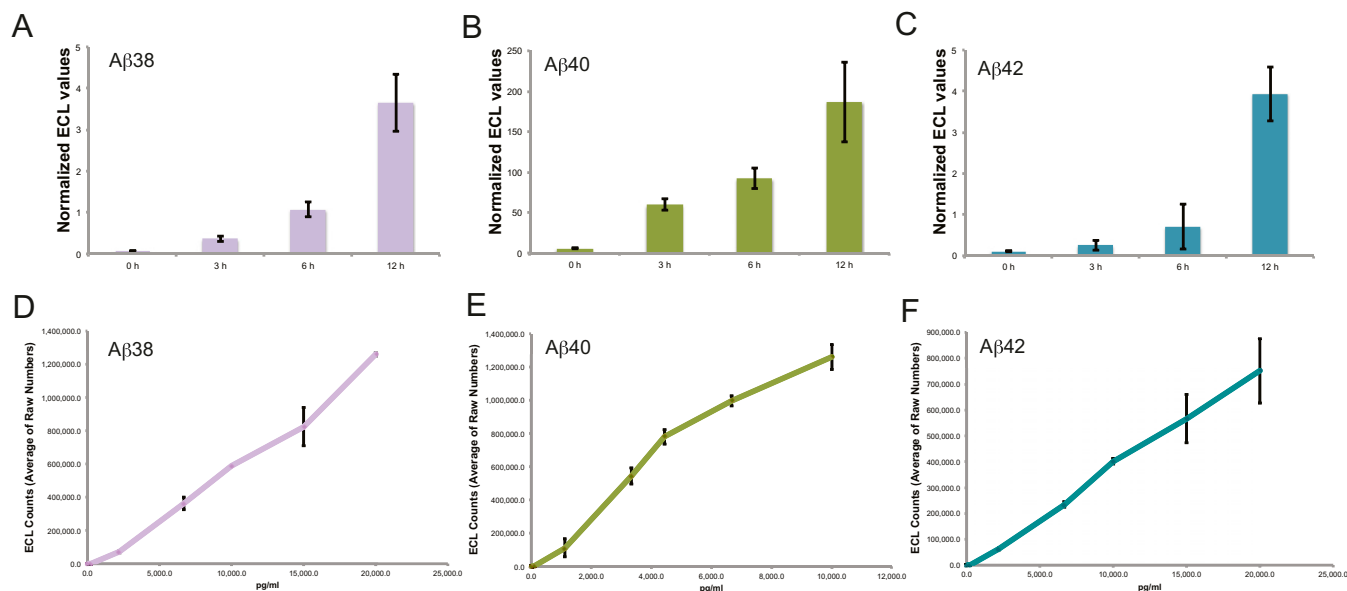 A
Aβ38
Normalized ECL values
5
4
3
2
1
0
0 h 3 h 6 h 12 h
B
Aβ40
Normalized ECL values
250
200
150
100
50
0
0 h 3 h 6 h 12 h
C
Aβ42
Normalized ECL values
5
4
3
2
1
0
0 h 3 h 6 h 12 h
D
Aβ38
ECL Counts (Average of Raw Numbers)
1,400,000.0
1,200,000.0
1,000,000.0
800,000.0
600,000.0
400,000.0
200,000.0
0.0
0.0 5,000.0 10,000.0 15,000.0 20,000.0 25,000.0
pg/ml
E
Aβ40
ECL Counts (Average of Raw Numbers)
1,400,000.0
1,200,000.0
1,000,000.0
800,000.0
600,000.0
400,000.0
200,000.0
0.0
0.0 2,000.0 4,000.0 6,000.0 8,000.0 10,000.0 12,000.0
pg/ml
F
Aβ42
ECL Counts (Average of Raw Numbers)
900,000.0
800,000.0
700,000.0
600,000.0
500,000.0
400,000.0
300,000.0
200,000.0
100,000.0
0.0
0.0 5,000.0 10,000.0 15,000.0 20,000.0 25,000.0
pg/ml